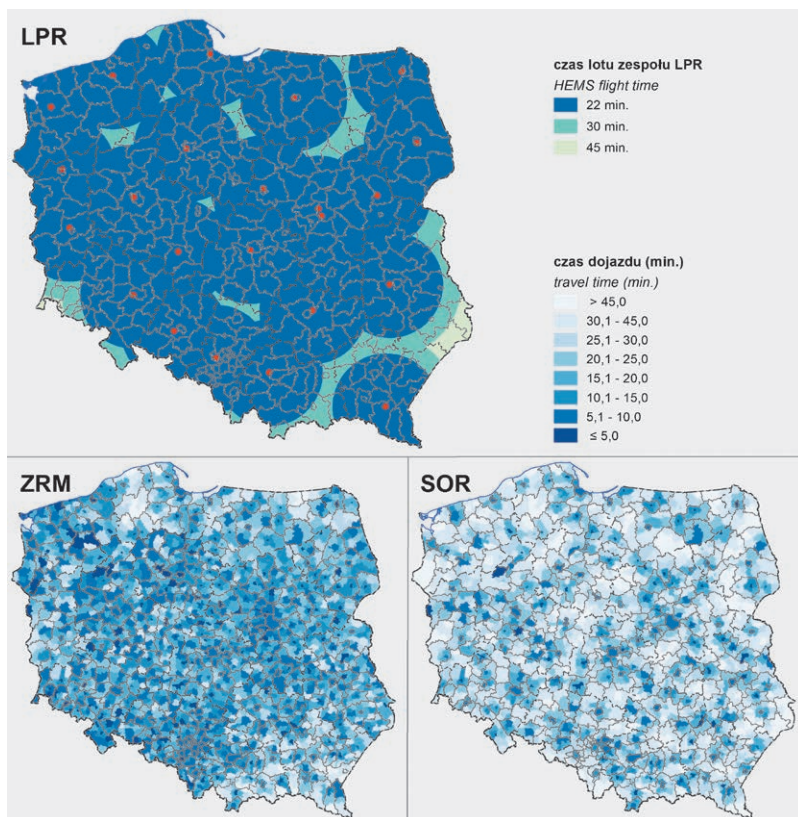 LPR
czas lotu zespołu LPR
HEMS flight time
22 min.
30 min.
45 min.
czas dojazdu (min.)
travel time (min.)
> 45,0
30,1 - 45,0
25,1 - 30,0
20,1 - 25,0
15,1 - 20,0
10,1 - 15,0
5,1 - 10,0
≤ 5,0
ZRM
SOR